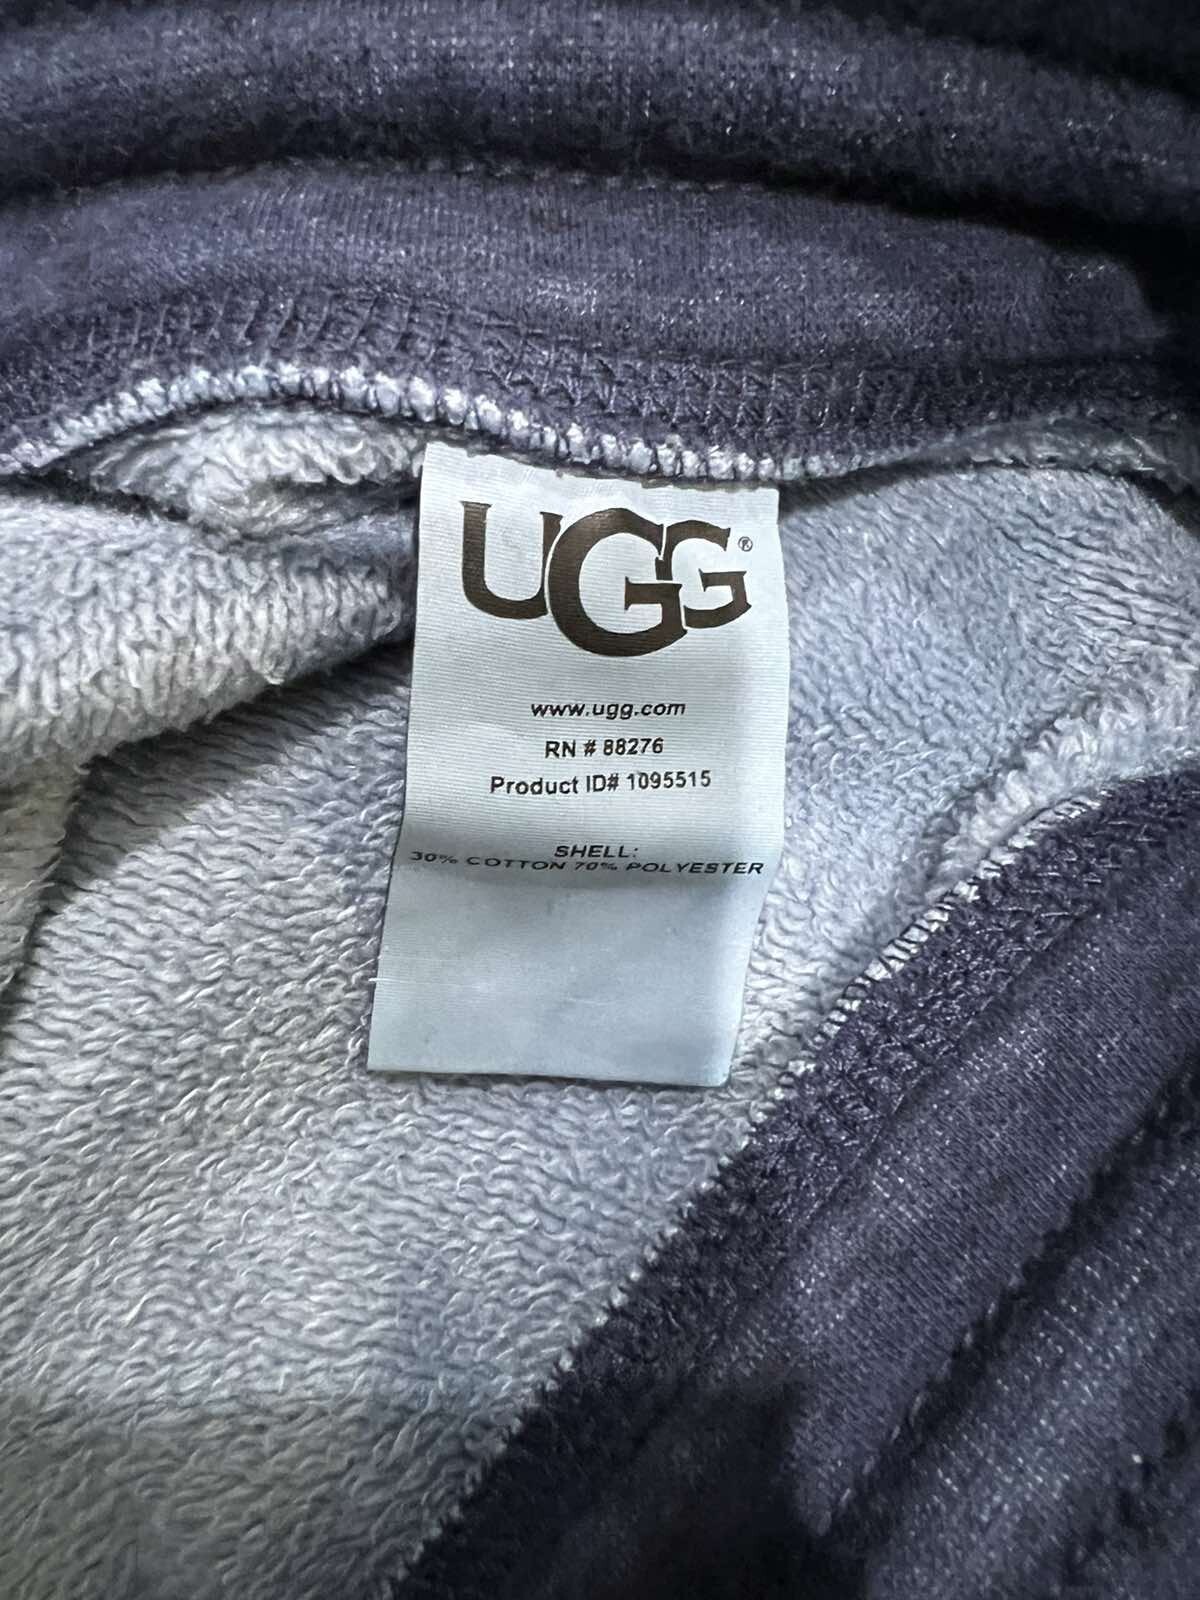 UGG®
www.ugg.com
RN # 88276
Product ID# 1095515
SHELL:
30% COTTON 70% POLYESTER